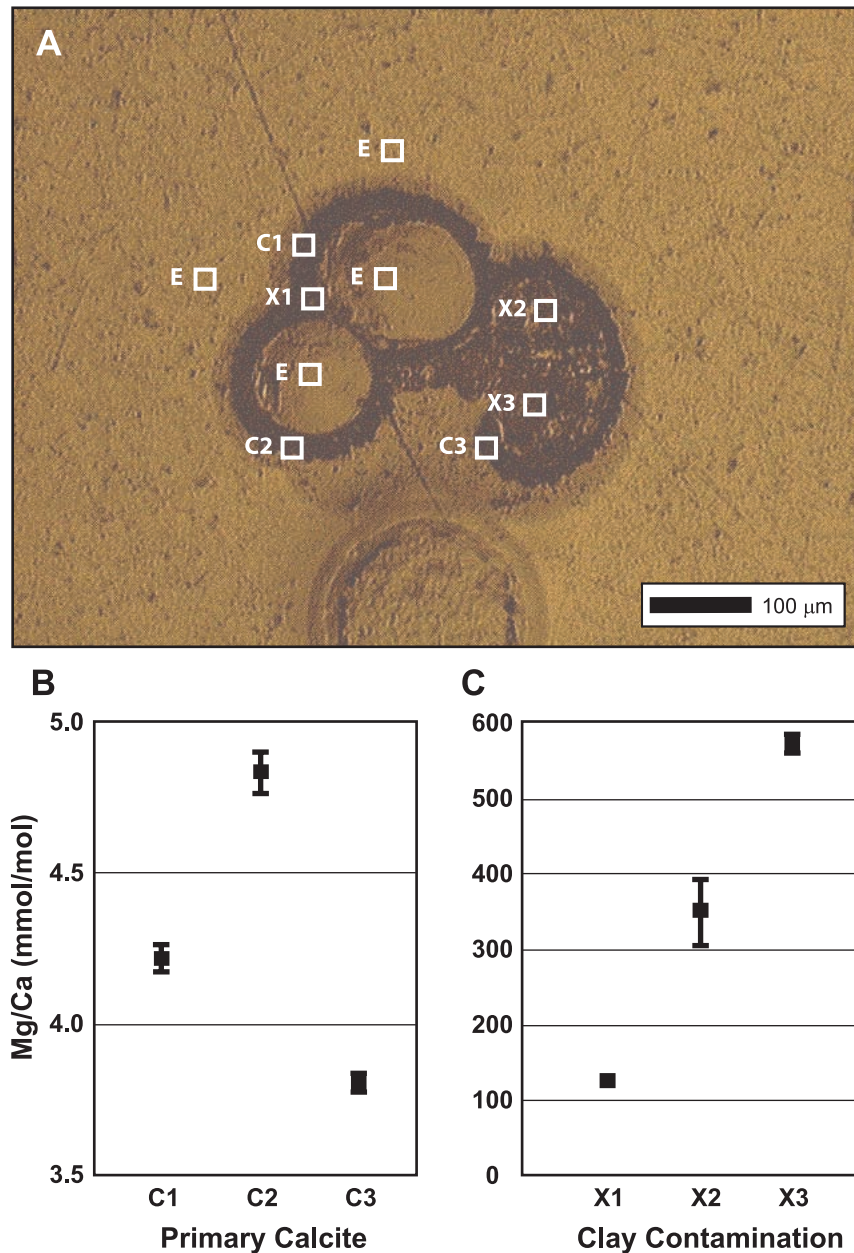 A
E
C1
E
E
X1
X2
E
X3
C2
C3
100 μm
B
C
Mg/Ca (mmol/mol)
5.0
4.5
4.0
3.5
C1 C2 C3
Primary Calcite
600
500
400
300
200
100
0
X1 X2 X3
Clay Contamination